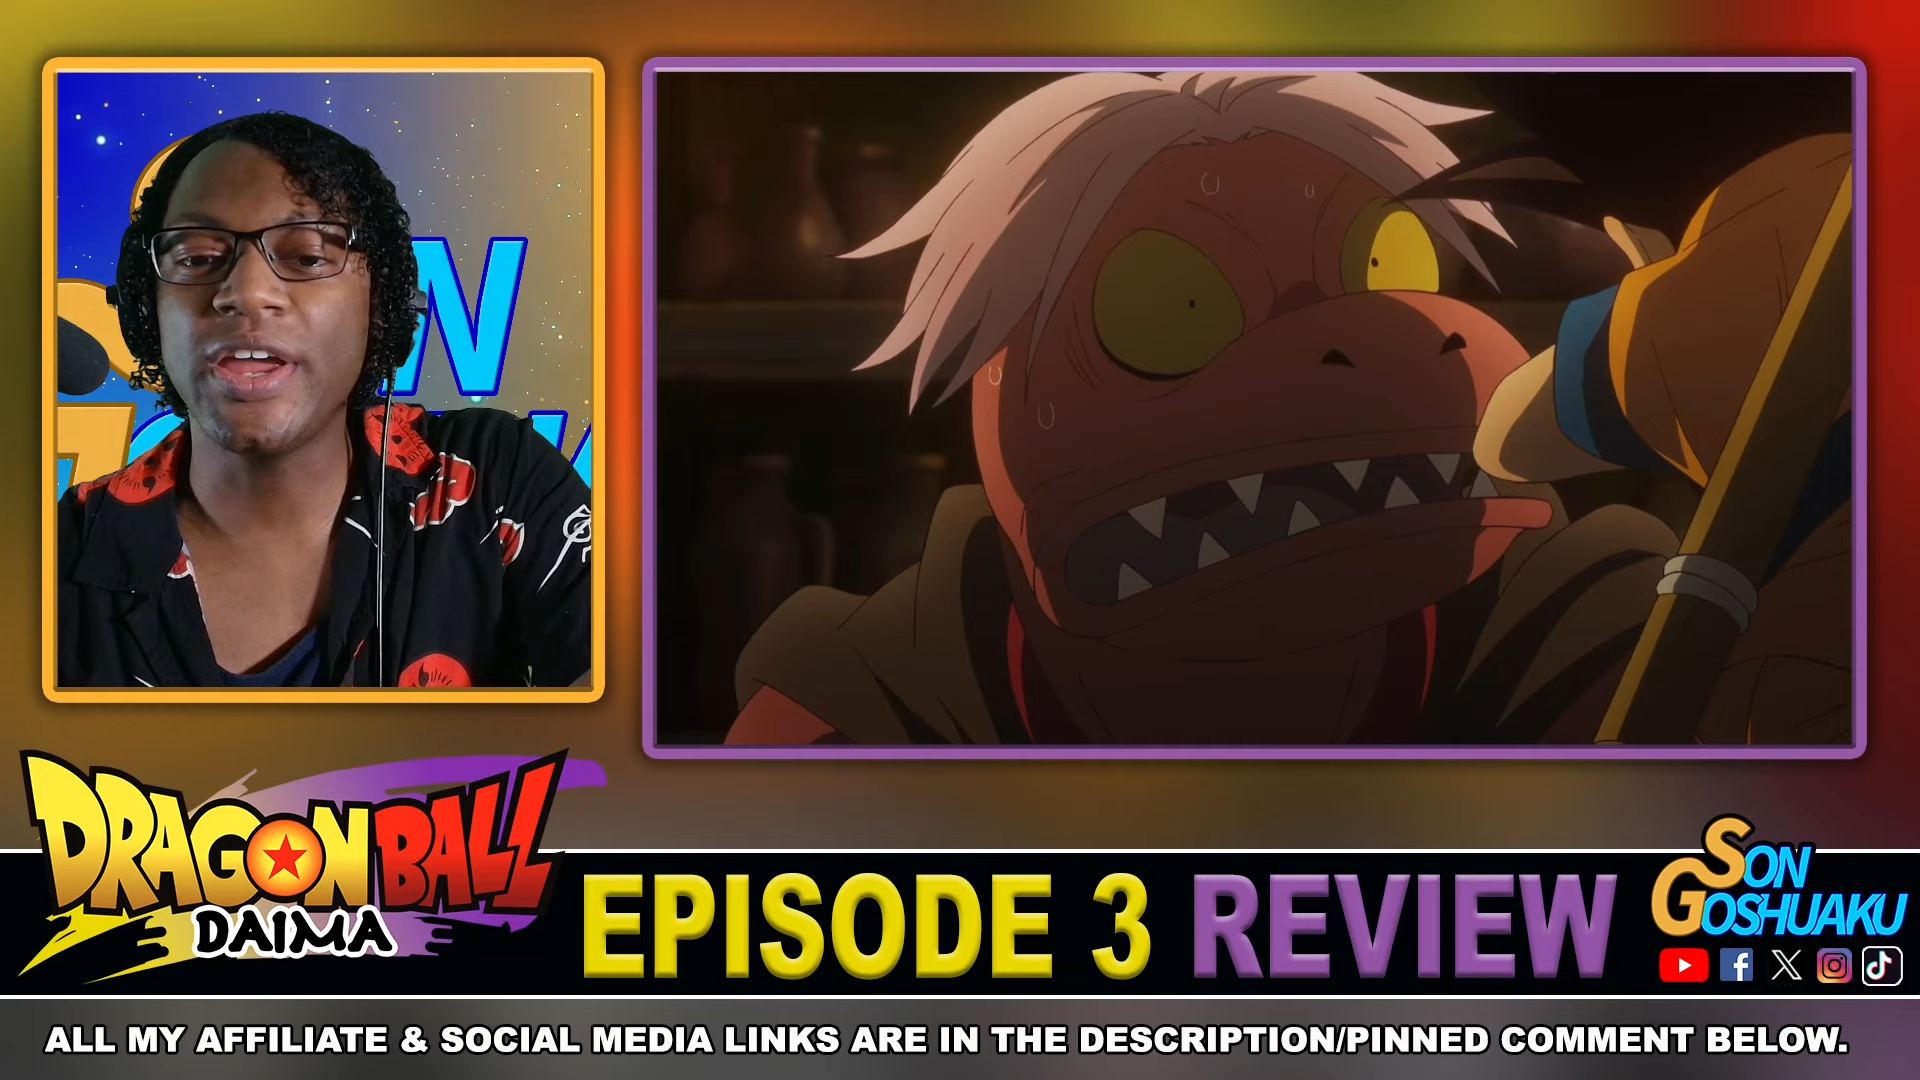 DRAGON BALL
DAIMA
EPISODE 3 REVIEW
SON
GOSHUAKU
ALL MY AFFILIATE & SOCIAL MEDIA LINKS ARE IN THE DESCRIPTION/PINNED COMMENT BELOW.